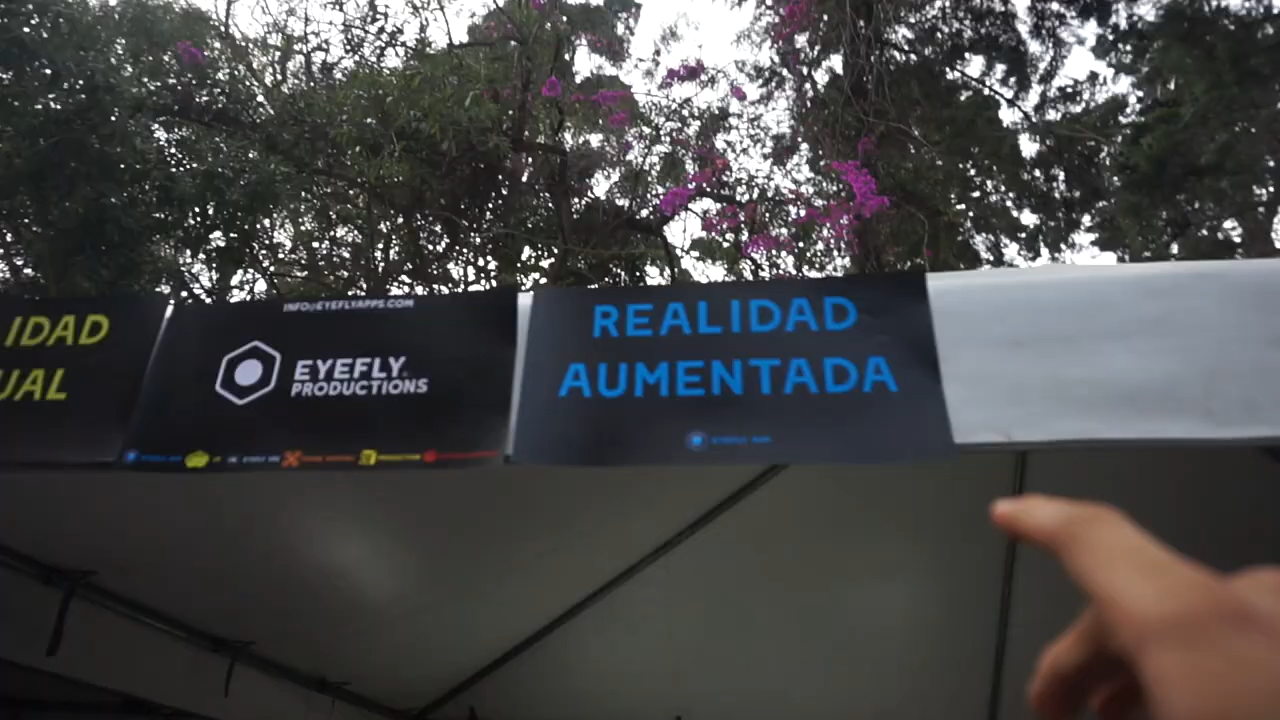 IDAD
UAL
INFO@EYEFLYAPPS.COM
EYEFLY
PRODUCTIONS
REALIDAD
AUMENTADA